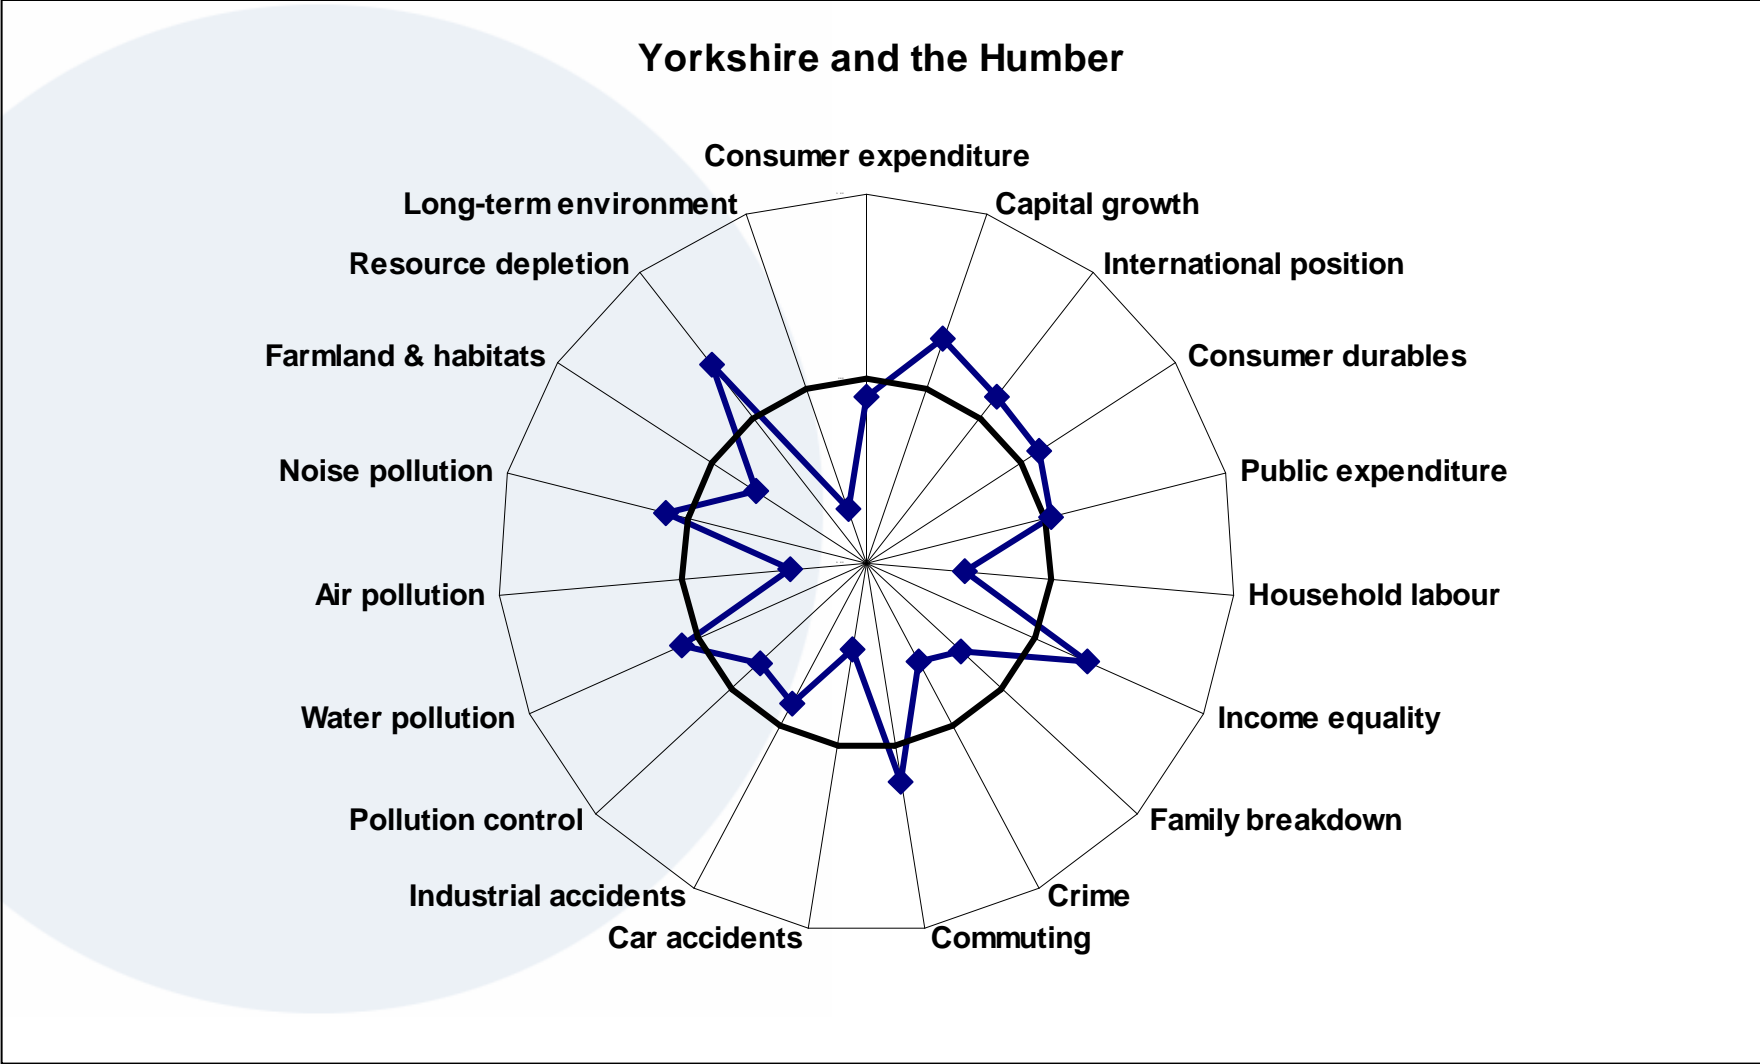 Yorkshire and the Humber
Consumer expenditure
Capital growth
International position
Consumer durables
Public expenditure
Household labour
Income equality
Family breakdown
Crime
Commuting
Car accidents
Industrial accidents
Pollution control
Water pollution
Air pollution
Noise pollution
Farmland & habitats
Resource depletion
Long-term environment